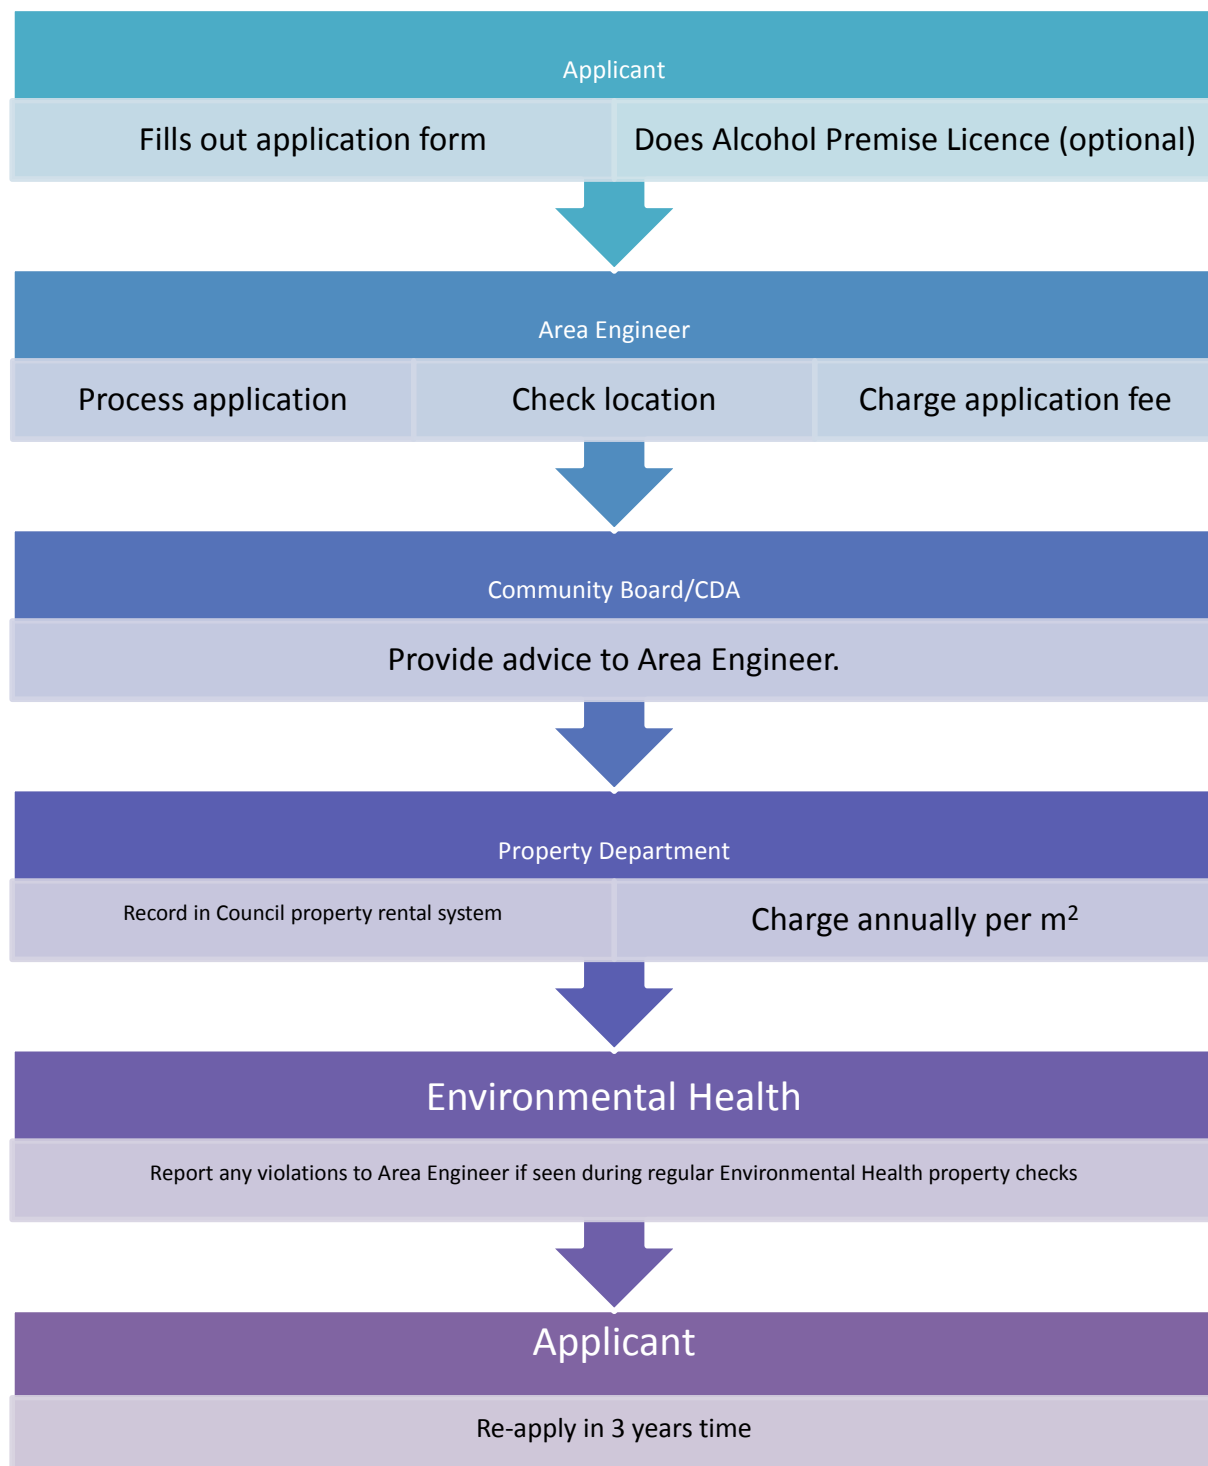 Applicant
Fills out application form
Does Alcohol Premise Licence (optional)
Area Engineer
Process application
Check location
Charge application fee
Community Board/CDA
Provide advice to Area Engineer.
Property Department
Record in Council property rental system
Charge annually per m²
Environmental Health
Report any violations to Area Engineer if seen during regular Environmental Health property checks
Applicant
Re-apply in 3 years time